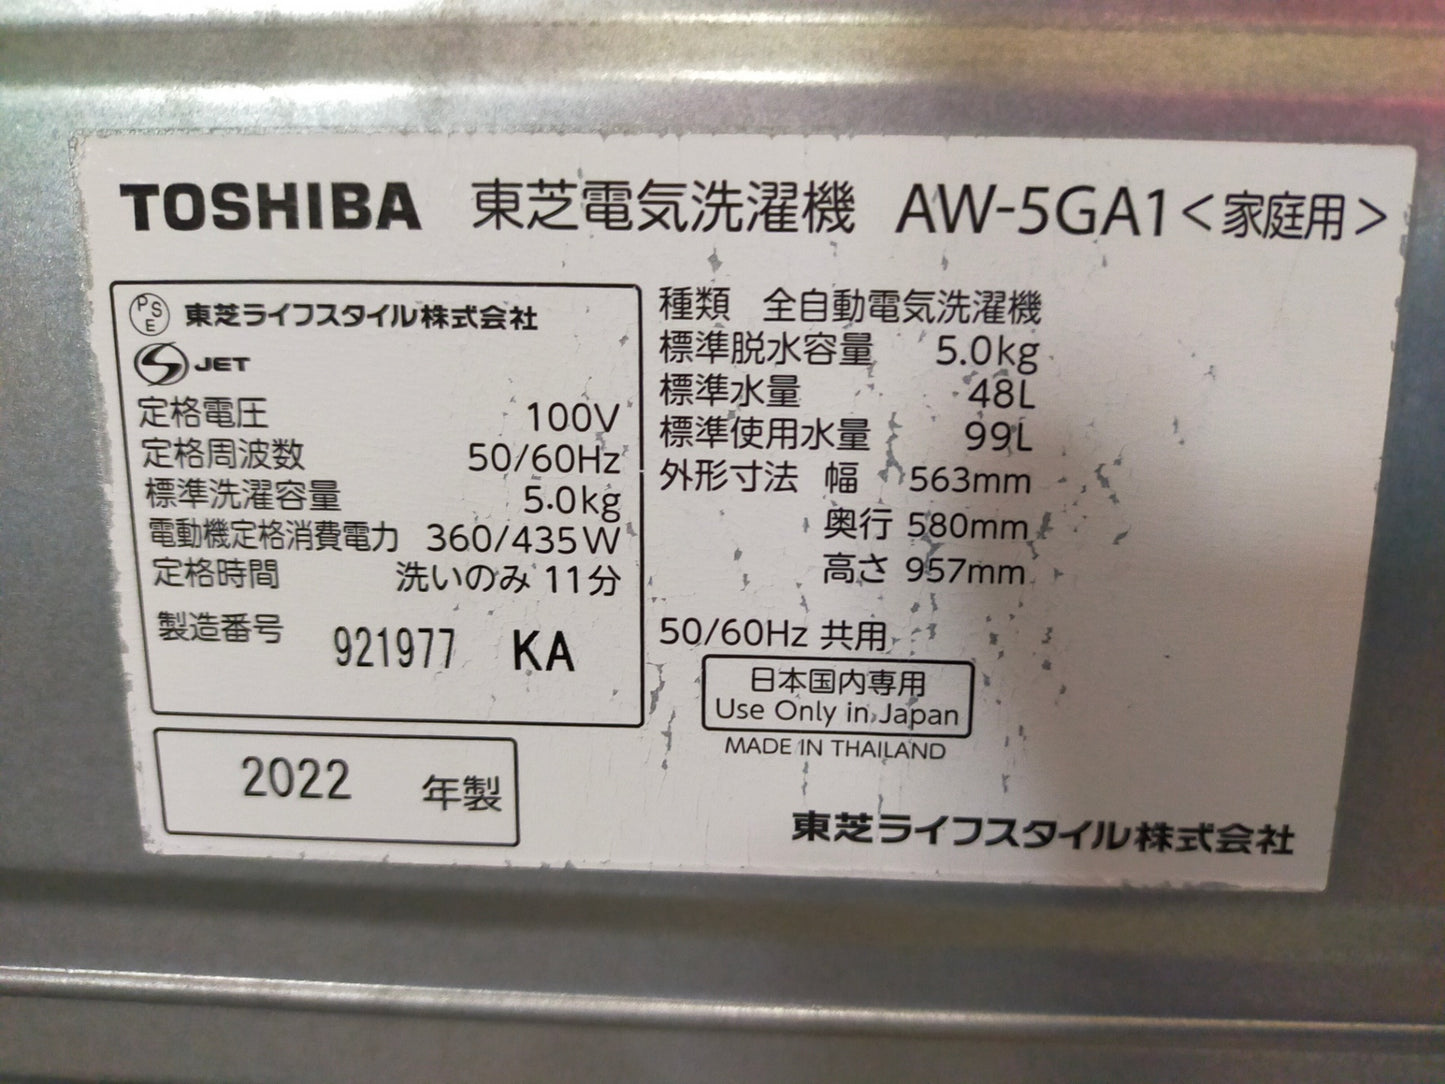 TOSHIBA 東芝電気洗濯機 AW-5GA1<家庭用>
PSE 東芝ライフスタイル株式会社
JET
定格電圧 100V
定格周波数 50/60Hz
標準洗濯容量 5.0kg
電動機定格消費電力 360/435W
定格時間 洗いのみ 11分
製造番号 921977 KA
2022 年製
種類 全自動電気洗濯機
標準脱水容量 5.0kg
標準水量 48L
標準使用水量 99L
外形寸法 幅 563mm
奥行 580mm
高さ 957mm
50/60Hz 共用
日本国内専用
Use Only in Japan
MADE IN THAILAND
東芝ライフスタイル株式会社